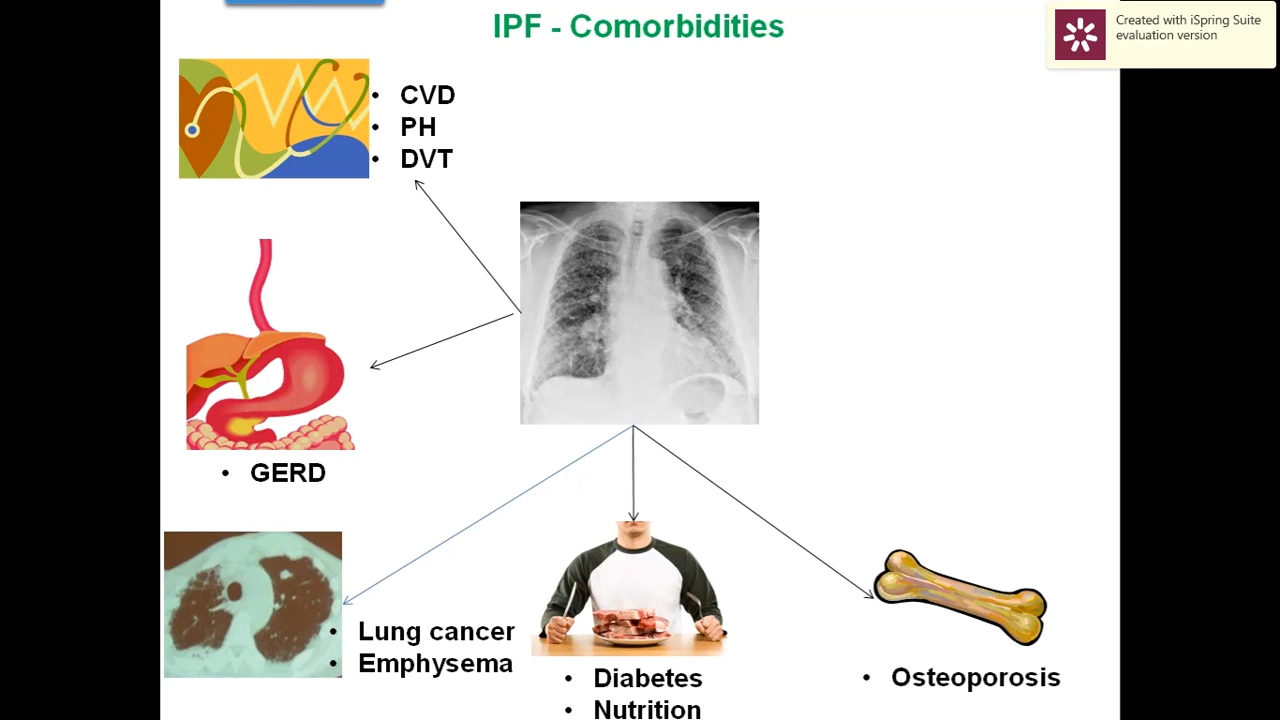 IPF - Comorbidities
Created with iSpring Suite
evaluation version
• CVD
• PH
• DVT
• GERD
• Lung cancer
• Emphysema
• Diabetes
• Nutrition
• Osteoporosis